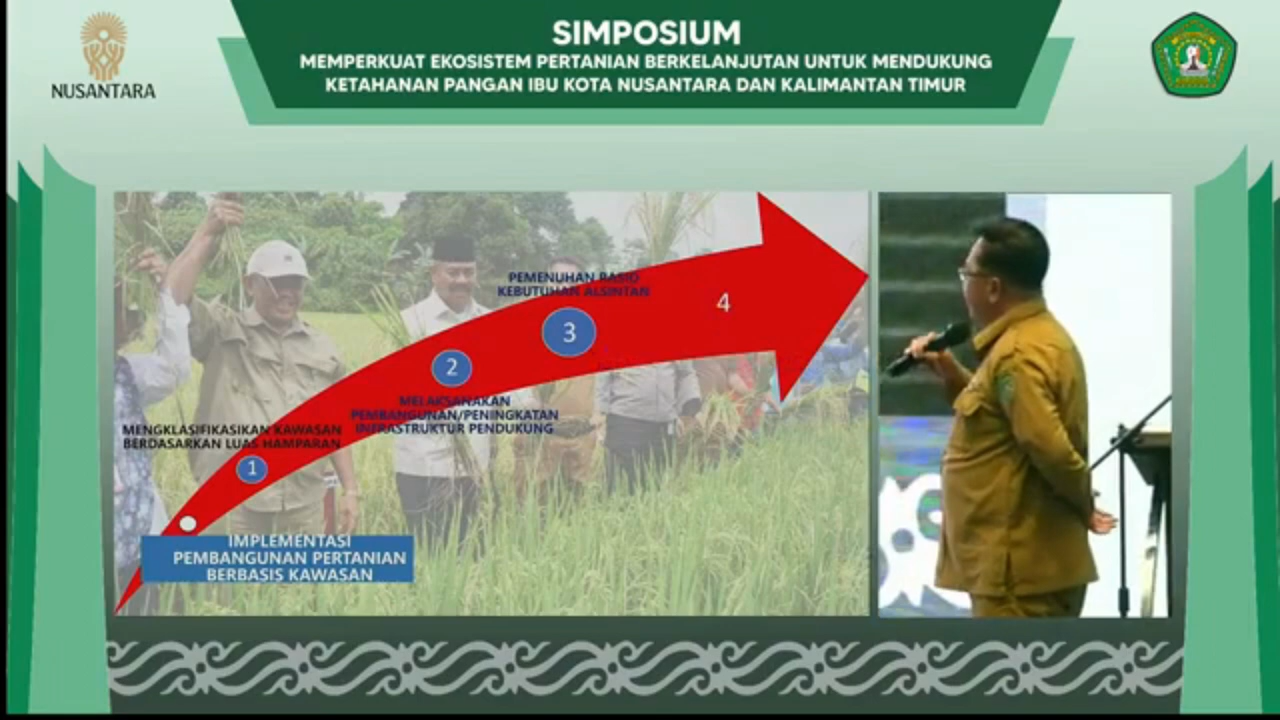 SIMPOSIUM
MEMPERKUAT EKOSISTEM PERTANIAN BERKELANJUTAN UNTUK MENDUKUNG
KETAHANAN PANGAN IBU KOTA NUSANTARA DAN KALIMANTAN TIMUR
NUSANTARA
PEMENUHAN RASIO
KEBUTUHAN ALSINTAN
4
3
2
MELAKSANAKAN
PEMBANGUNAN/PENINGKATAN
INFRASTRUKTUR PENDUKUNG
MENGKLASIFIKASIKAN KAWASAN
BERDASARKAN LUAS HAMPARAN
1
IMPLEMENTASI
PEMBANGUNAN PERTANIAN
BERBASIS KAWASAN